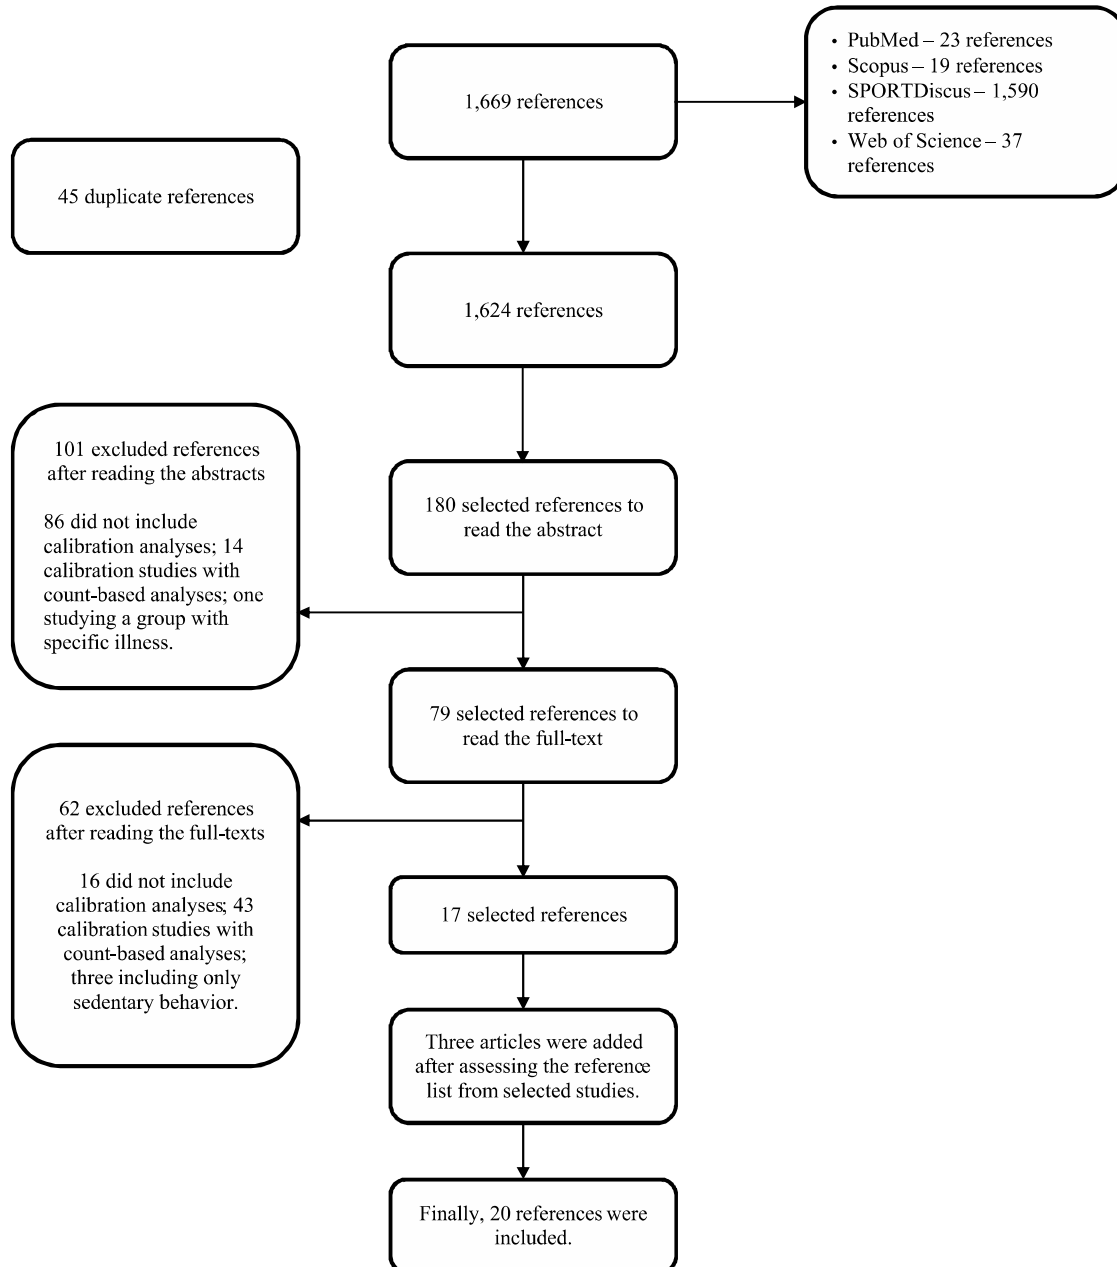 1,669 references
• PubMed – 23 references
• Scopus – 19 references
• SPORTDiscus – 1,590
references
• Web of Science – 37
references
45 duplicate references
1,624 references
101 excluded references
after reading the abstracts
86 did not include
calibration analyses; 14
calibration studies with
count-based analyses; one
studying a group with
specific illness.
180 selected references to
read the abstract
79 selected references to
read the full-text
62 excluded references
after reading the full-texts
16 did not include
calibration analyses; 43
calibration studies with
count-based analyses;
three including only
sedentary behavior.
17 selected references
Three articles were added
after assessing the reference
list from selected studies.
Finally, 20 references were
included.